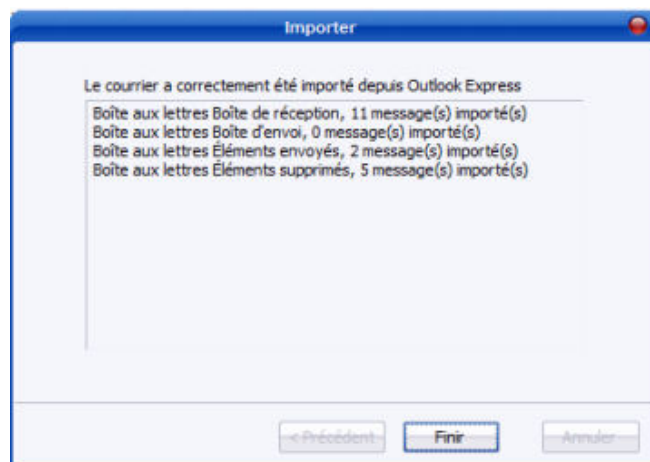 Importer
Le courrier a correctement été importé depuis Outlook Express
Boîte aux lettres Boîte de réception, 11 message(s) importé(s)
Boîte aux lettres Boîte d'envoi, 0 message(s) importé(s)
Boîte aux lettres Éléments envoyés, 2 message(s) importé(s)
Boîte aux lettres Éléments supprimés, 5 message(s) importé(s)
< Précédent Finir Annuler